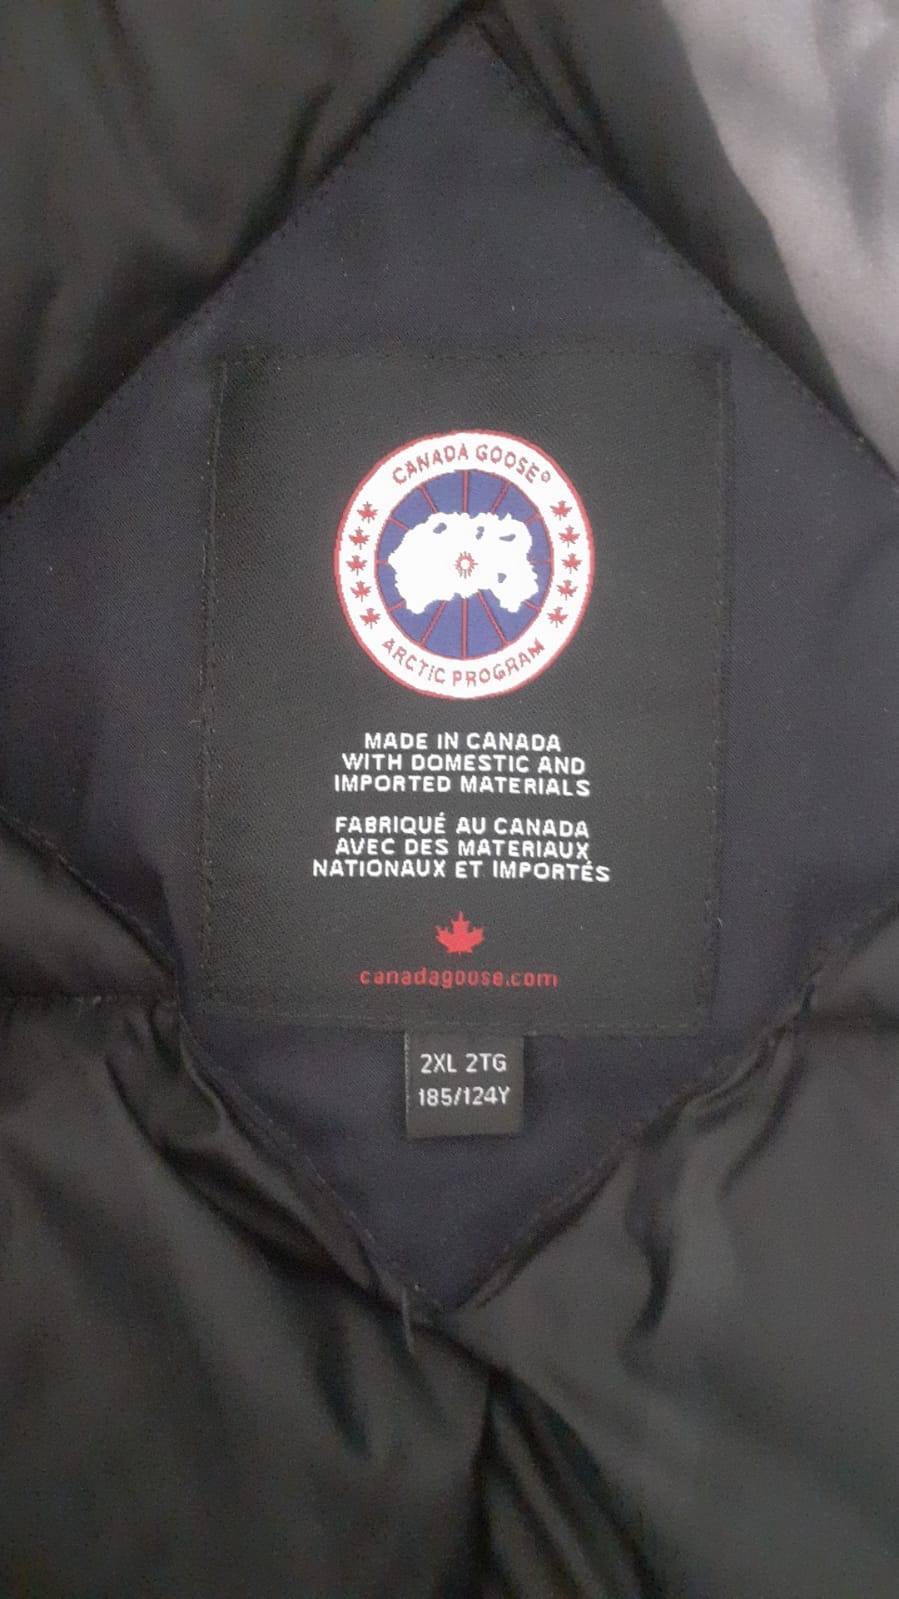 CANADA GOOSE®
ARCTIC PROGRAM
MADE IN CANADA
WITH DOMESTIC AND
IMPORTED MATERIALS
FABRIQUÉ AU CANADA
AVEC DES MATERIAUX
NATIONAUX ET IMPORTÉS
canadagoose.com
2XL 2TG
185/124Y